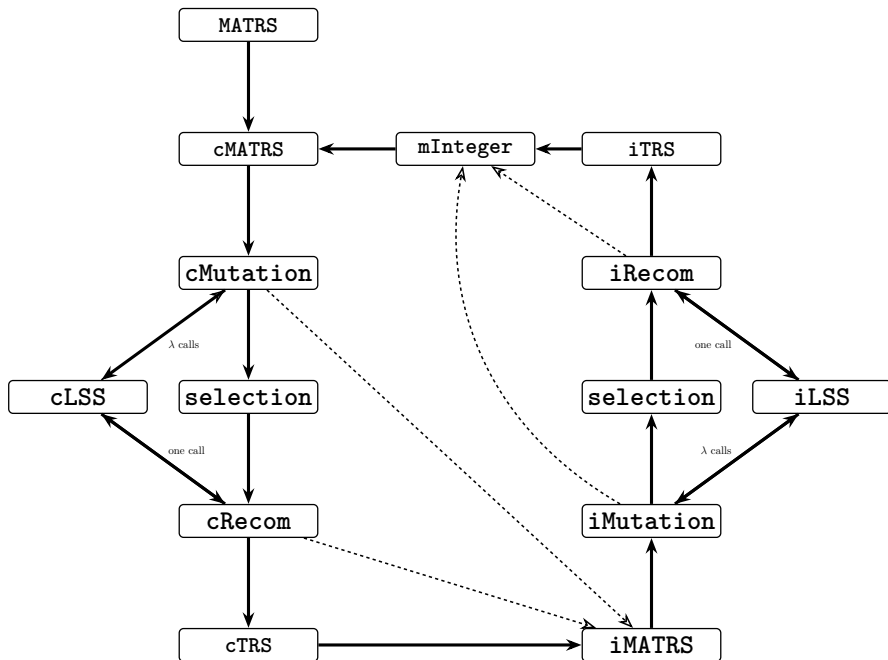 MATRS
cMATRS
mInteger
iTRS
cMutation
iRecom
λ calls
one call
cLSS
selection
selection
iLSS
one call
λ calls
cRecom
iMutation
cTRS
iMATRS